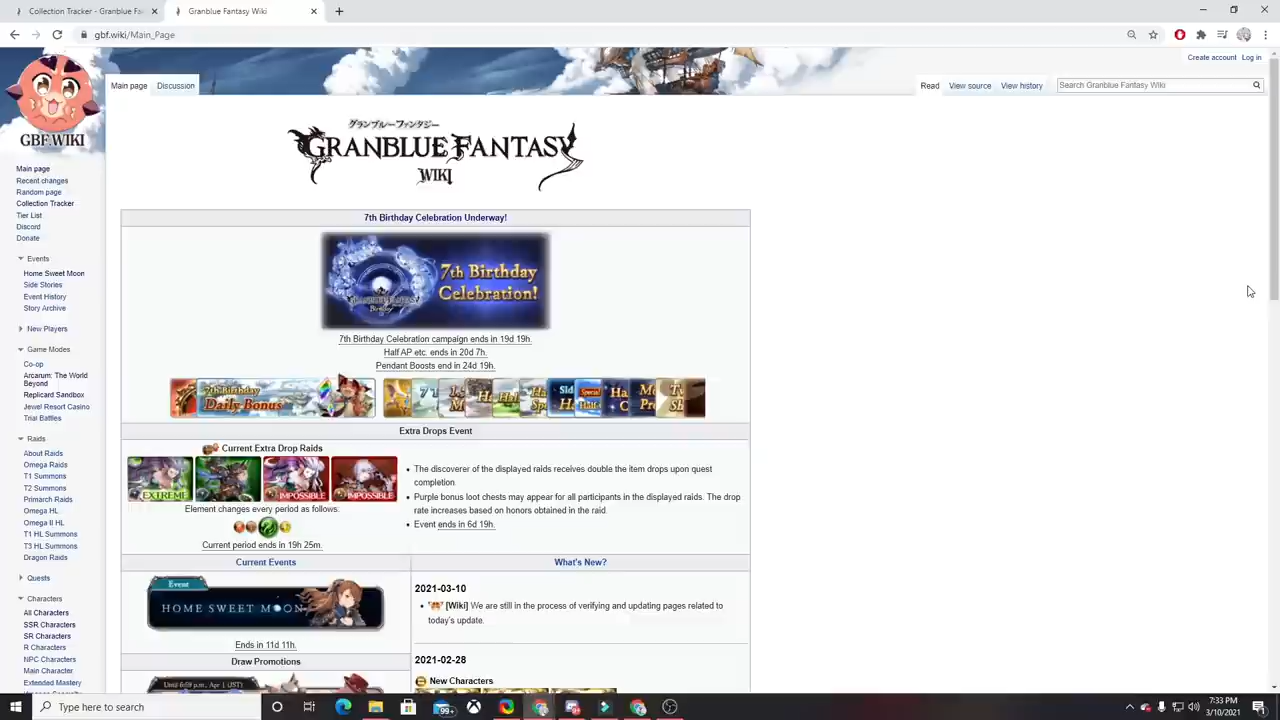 Collection Tracker - Granblue Fa
Granblue Fantasy Wiki
gbf.wiki/Main_Page
Create account Log in
Main page Discussion
Read View source View history
Search Granblue Fantasy Wiki
GBF.WIKI
グランブルーファンタジー
GRANBLUE FANTASY
WIKI
Main page
Recent changes
Random page
Collection Tracker
Tier List
Discord
Donate
Events
Home Sweet Moon
Side Stories
Event History
Story Archive
New Players
Game Modes
Co-op
Arcarum: The World
Beyond
Replicard Sandbox
Jewel Resort Casino
Trial Battles
Raids
About Raids
Omega Raids
T1 Summons
T2 Summons
Primarch Raids
Omega HL
Omega II HL
T1 HL Summons
T3 HL Summons
Dragon Raids
Quests
Characters
All Characters
SSR Characters
SR Characters
R Characters
NPC Characters
Main Character
Extended Mastery
7th Birthday Celebration Underway!
7th Birthday
Celebration!
GRANBLUE FANTASY
7th Birthday Celebration campaign ends in 19d 19h.
Half AP etc. ends in 20d 7h.
Pendant Boosts end in 24d 19h.
7th Birthday
Daily Bonus
Extra Drops Event
Current Extra Drop Raids
EXTREME
IMPOSSIBLE
IMPOSSIBLE
Element changes every period as follows:
Current period ends in 19h 25m.
• The discoverer of the displayed raids receives double the item drops upon quest
completion.
• Purple bonus loot chests may appear for all participants in the displayed raids. The drop
rate increases based on honors obtained in the raid.
• Event ends in 6d 19h.
Current Events
Event
HOME SWEET MOON
Ends in 11d 11h.
Draw Promotions
What's New?
2021-03-10
• [Wiki] We are still in the process of verifying and updating pages related to
today's update.
2021-02-28
New Characters
Type here to search
99+
7:33 PM
3/10/2021